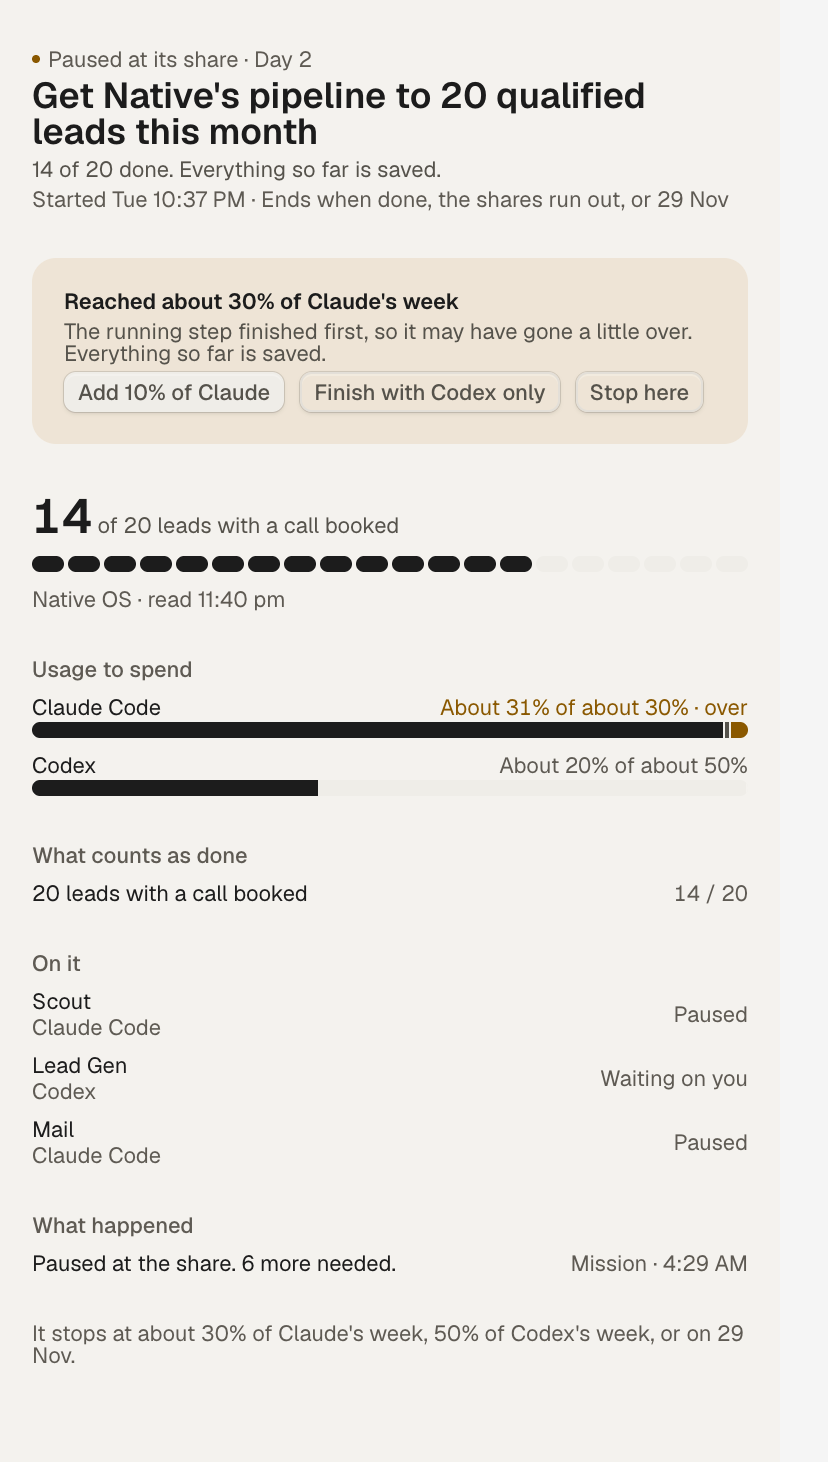 Paused at its share · Day 2
Get Native's pipeline to 20 qualified
leads this month
14 of 20 done. Everything so far is saved.
Started Tue 10:37 PM · Ends when done, the shares run out, or 29 Nov
Reached about 30% of Claude's week
The running step finished first, so it may have gone a little over.
Everything so far is saved.
Add 10% of Claude
Finish with Codex only
Stop here
14 of 20 leads with a call booked
Native OS · read 11:40 pm
Usage to spend
Claude Code
About 31% of about 30% · over
Codex
About 20% of about 50%
What counts as done
20 leads with a call booked
14 / 20
On it
Scout
Claude Code
Paused
Lead Gen
Codex
Waiting on you
Mail
Claude Code
Paused
What happened
Paused at the share. 6 more needed.
Mission · 4:29 AM
It stops at about 30% of Claude's week, 50% of Codex's week, or on 29
Nov.